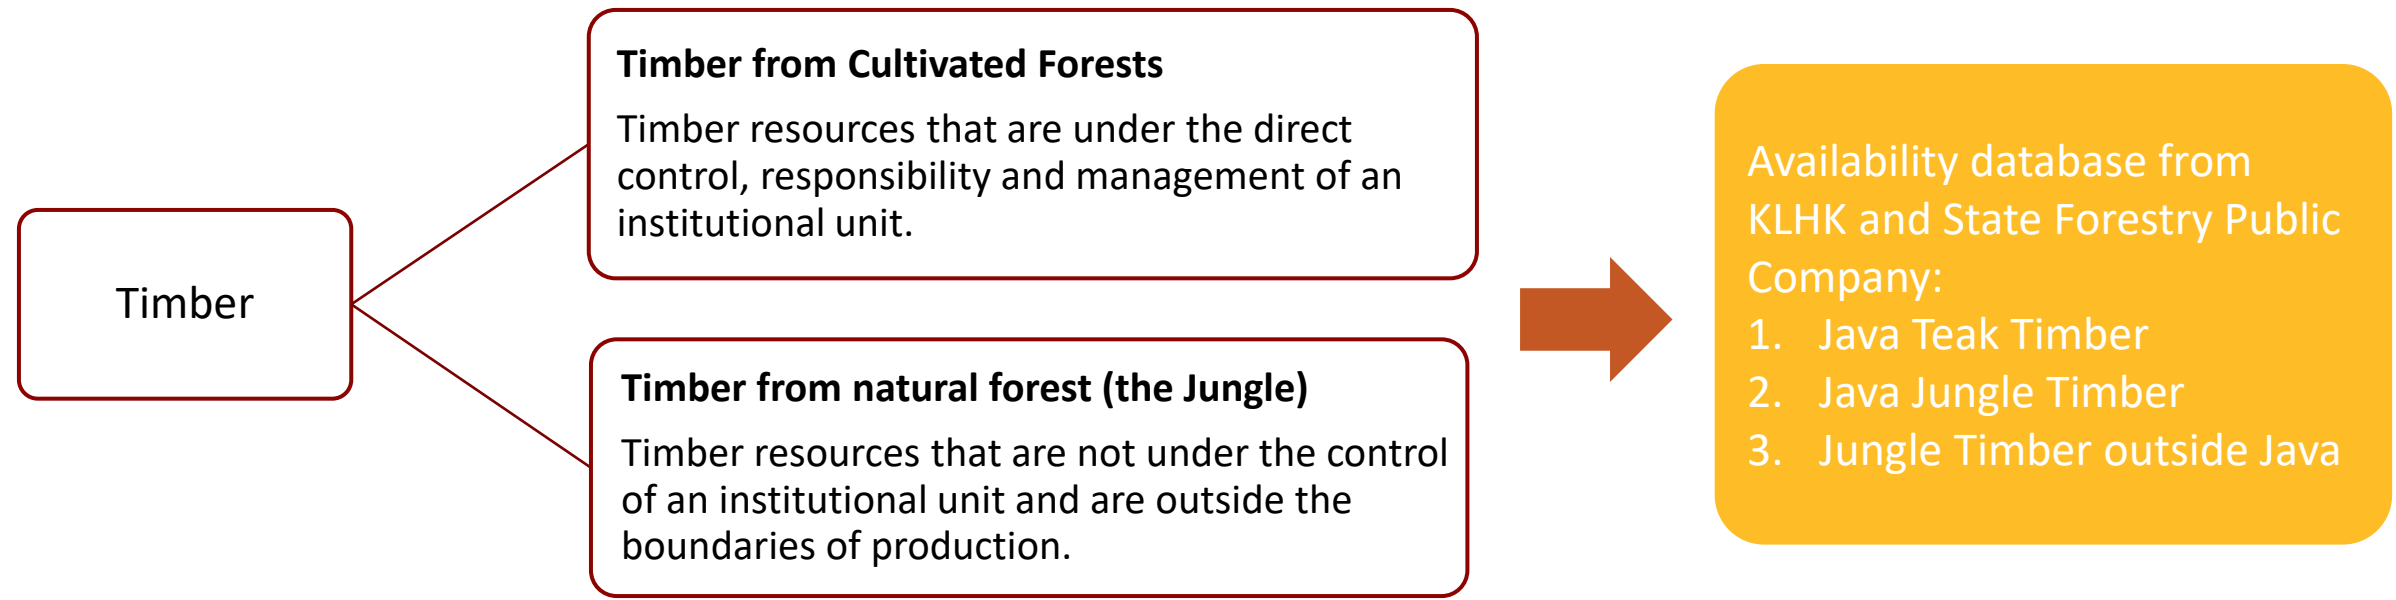 Timber
Timber from Cultivated Forests
Timber resources that are under the direct
control, responsibility and management of an
institutional unit.
Timber from natural forest (the Jungle)
Timber resources that are not under the control
of an institutional unit and are outside the
boundaries of production.
Availability database from
KLHK and State Forestry Public
Company:
1. Java Teak Timber
2. Java Jungle Timber
3. Jungle Timber outside Java